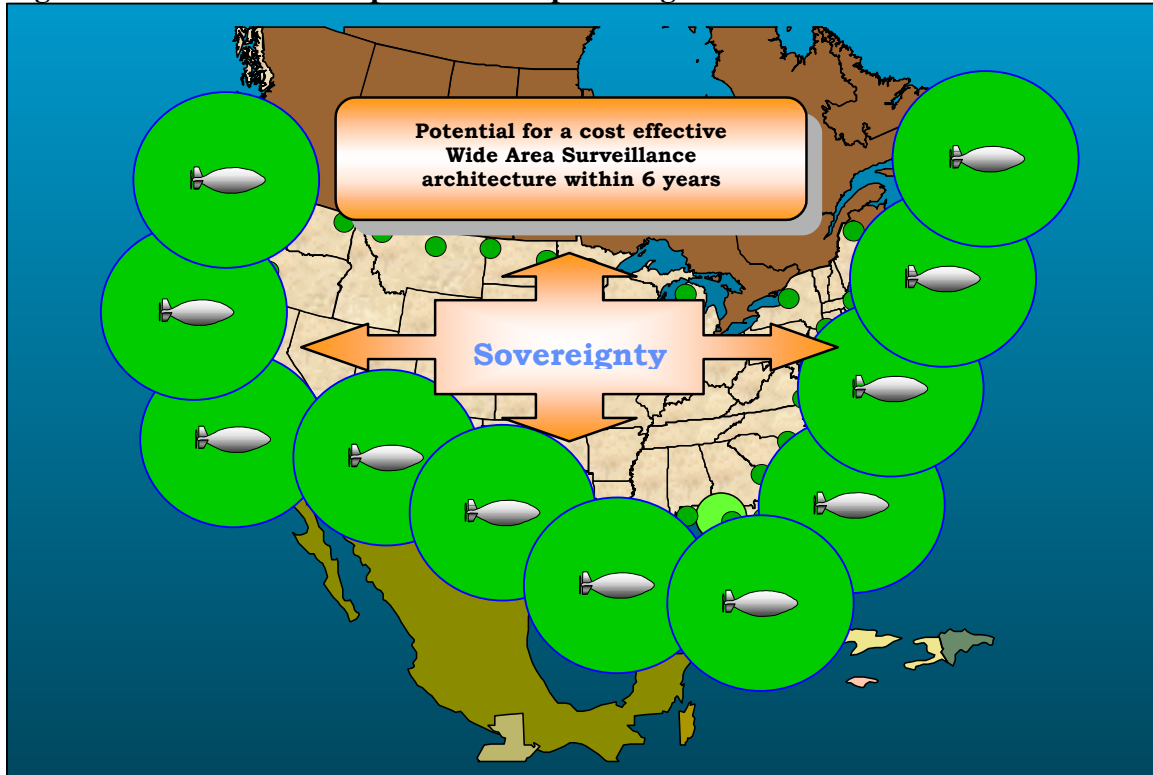 Potential for a cost effective
Wide Area Surveillance
architecture within 6 years
Sovereignty